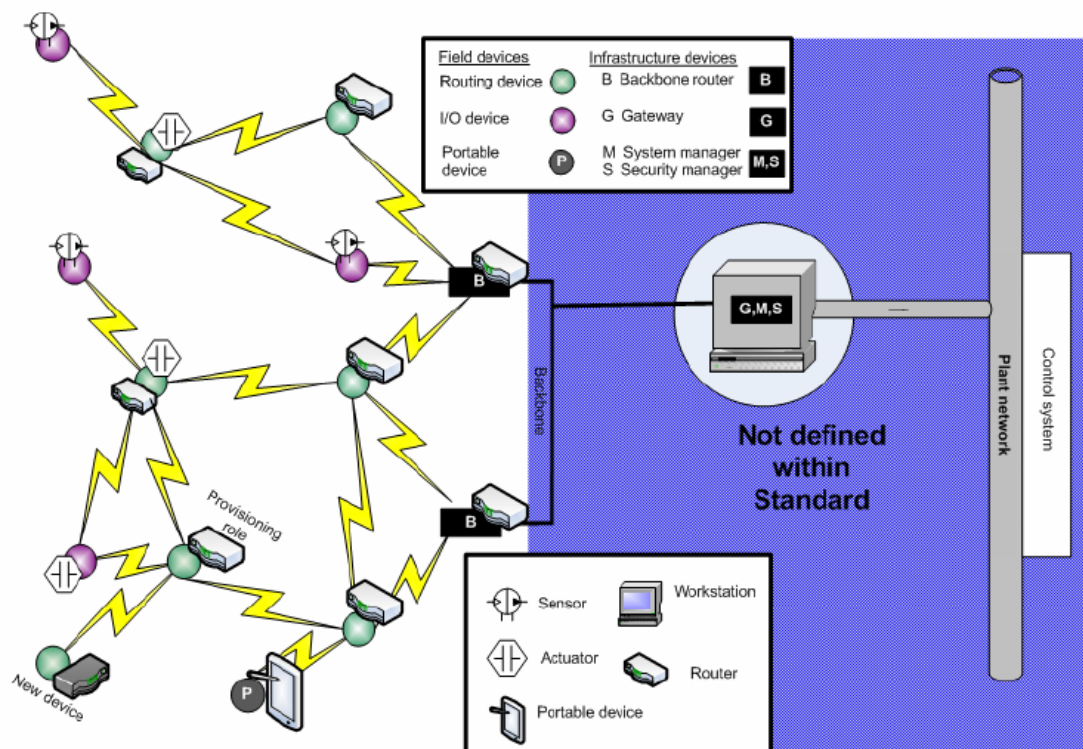 Field devices
Infrastructure devices
Routing device
B Backbone router
B
I/O device
G Gateway
G
Portable
device
P
M System manager
S Security manager
M,S
B
G,M,S
Backbone
Plant network
Control system
Not defined
within
Standard
Provisioning
role
B
New device
P
Sensor
Workstation
Actuator
Router
Portable device